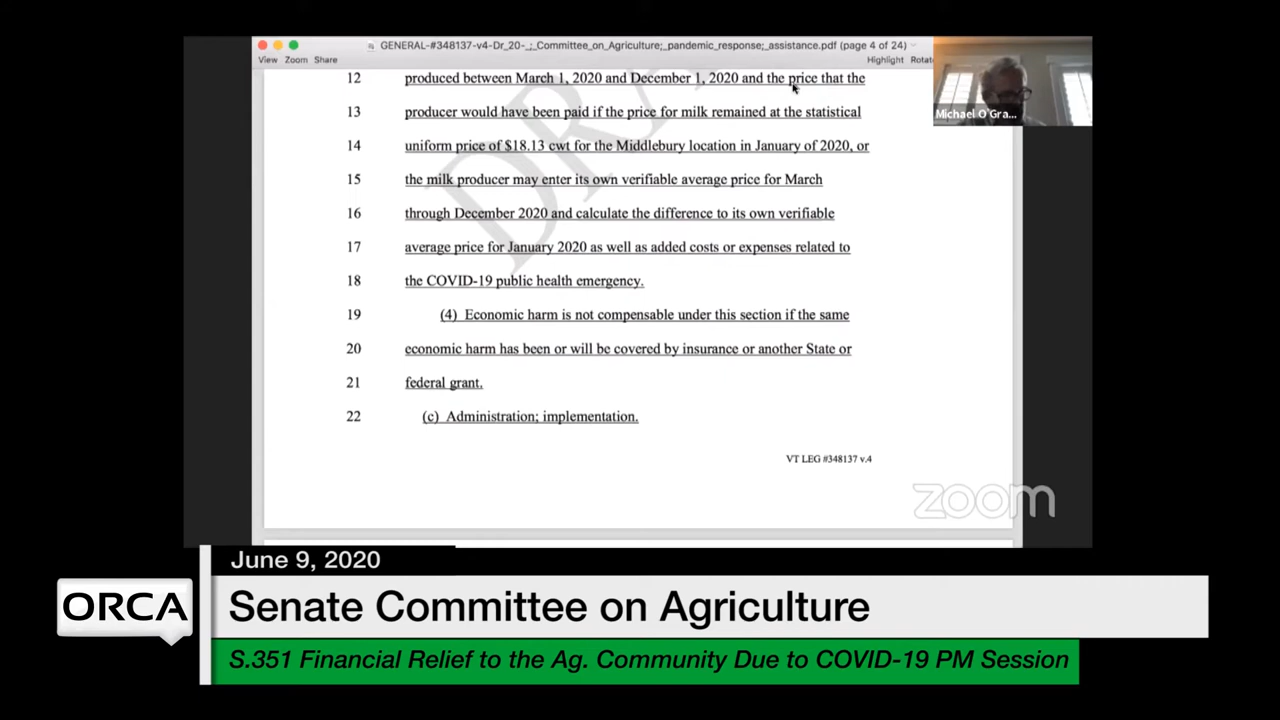 GENERAL-#348137-v4-Dr_20-_;_Committee_on_Agriculture;_pandemic_response;_assistance.pdf (page 4 of 24)
View Zoom Share Highlight
Michael O'Gra...
12 produced between March 1, 2020 and December 1, 2020 and the price that the
13 producer would have been paid if the price for milk remained at the statistical
14 uniform price of $18.13 cwt for the Middlebury location in January of 2020, or
15 the milk producer may enter its own verifiable average price for March
16 through December 2020 and calculate the difference to its own verifiable
17 average price for January 2020 as well as added costs or expenses related to
18 the COVID-19 public health emergency.
19 (4) Economic harm is not compensable under this section if the same
20 economic harm has been or will be covered by insurance or another State or
21 federal grant.
22 (c) Administration; implementation.
VT LEG #348137 v.4
zoom
June 9, 2020
ORCA
Senate Committee on Agriculture
S.351 Financial Relief to the Ag. Community Due to COVID-19 PM Session